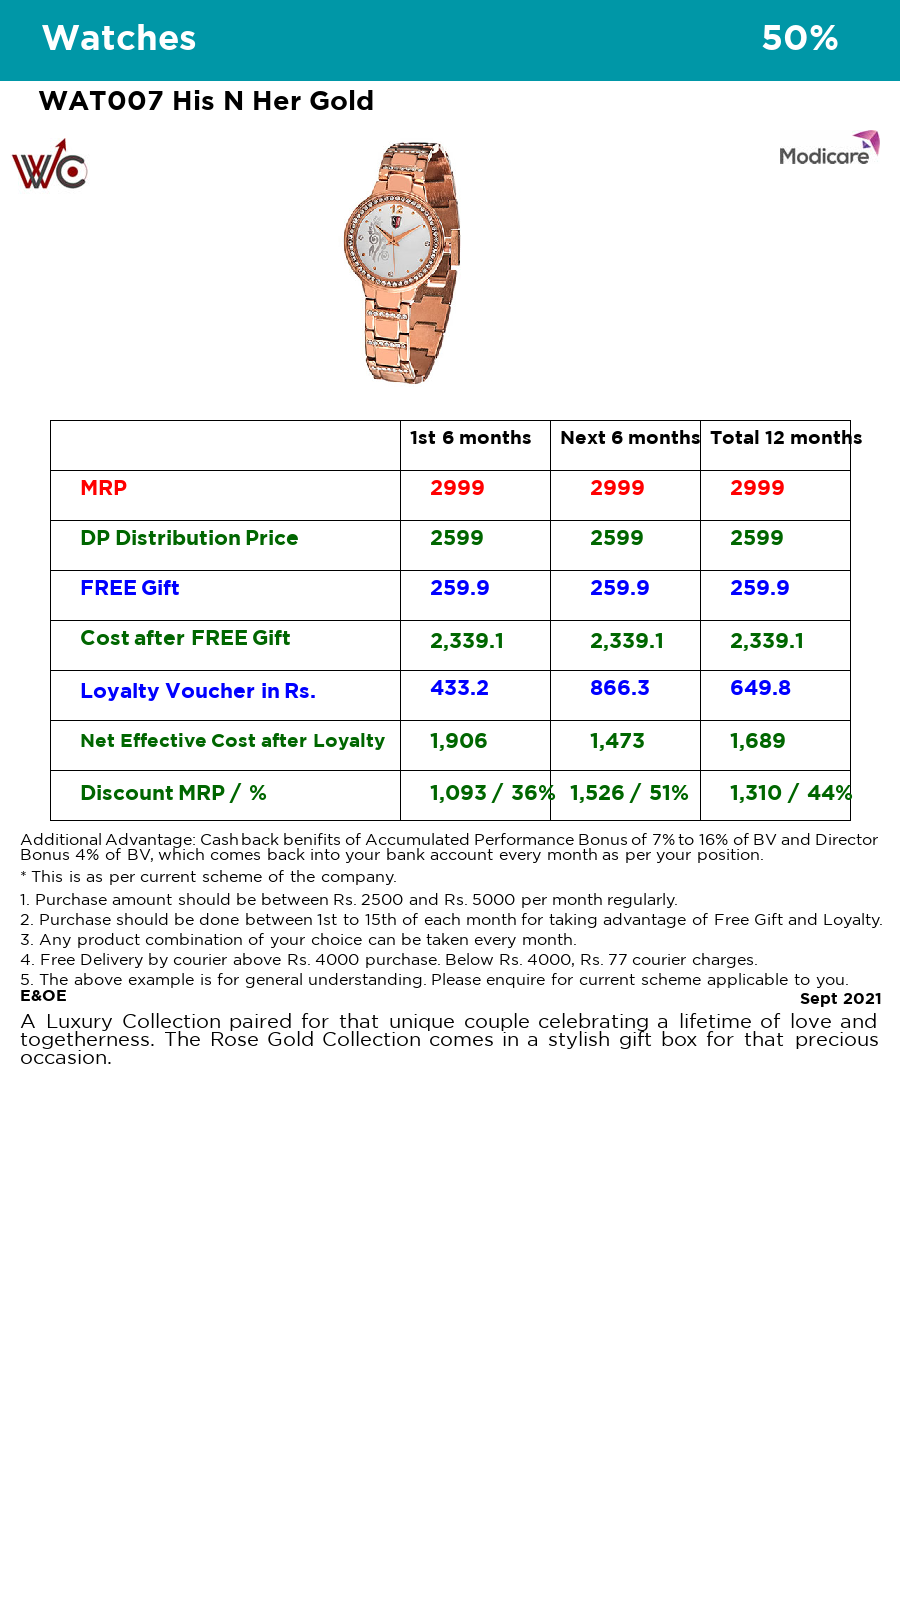 Watches 50%
WAT007 His N Her Gold
WC
Modicare
12
1st 6 months Next 6 months Total 12 months
MRP 2999 2999 2999
DP Distribution Price 2599 2599 2599
FREE Gift 259.9 259.9 259.9
Cost after FREE Gift 2,339.1 2,339.1 2,339.1
Loyalty Voucher in Rs. 433.2 866.3 649.8
Net Effective Cost after Loyalty 1,906 1,473 1,689
Discount MRP / % 1,093 / 36% 1,526 / 51% 1,310 / 44%
Additional Advantage: Cashback benifits of Accumulated Performance Bonus of 7% to 16% of BV and Director
Bonus 4% of BV, which comes back into your bank account every month as per your position.
* This is as per current scheme of the company.
1. Purchase amount should be between Rs. 2500 and Rs. 5000 per month regularly.
2. Purchase should be done between 1st to 15th of each month for taking advantage of Free Gift and Loyalty.
3. Any product combination of your choice can be taken every month.
4. Free Delivery by courier above Rs. 4000 purchase. Below Rs. 4000, Rs. 77 courier charges.
5. The above example is for general understanding. Please enquire for current scheme applicable to you.
E&OE Sept 2021
A Luxury Collection paired for that unique couple celebrating a lifetime of love and
togetherness. The Rose Gold Collection comes in a stylish gift box for that precious
occasion.